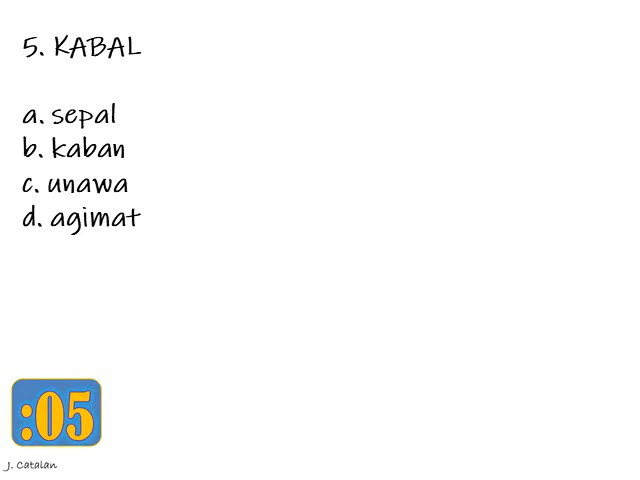 5. KABAL
a. sepal
b. kaban
c. unawa
d. agimat
:05
J. Catalan